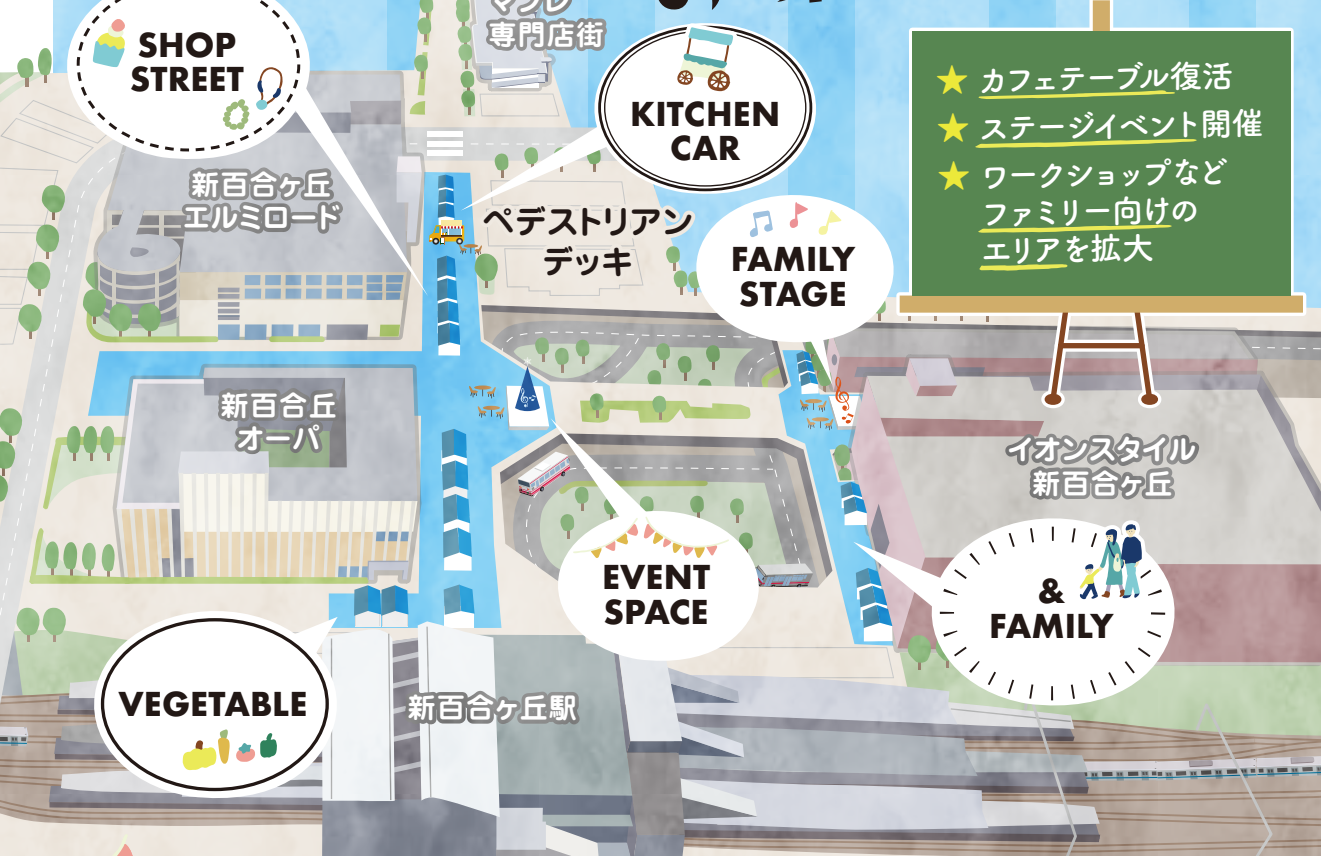 専門店街
SHOP
STREET
KITCHEN
CAR
新百合ヶ丘
エルミロード
ペデストリアン
デッキ
FAMILY
STAGE
カフェテーブル復活
ステージイベント開催
ワークショップなど
ファミリー向けの
エリアを拡大
新百合丘
オーパ
イオンスタイル
新百合ヶ丘
EVENT
SPACE
&
FAMILY
VEGETABLE
新百合ヶ丘駅